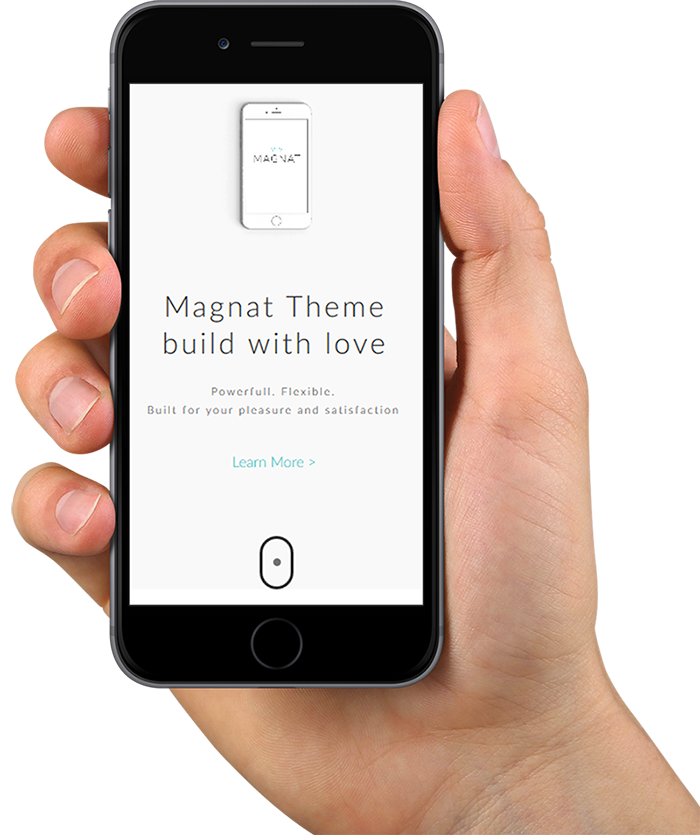 MAGNAT
Magnat Theme
build with love
Powerfull. Flexible.
Built for your pleasure and satisfaction
Learn More >